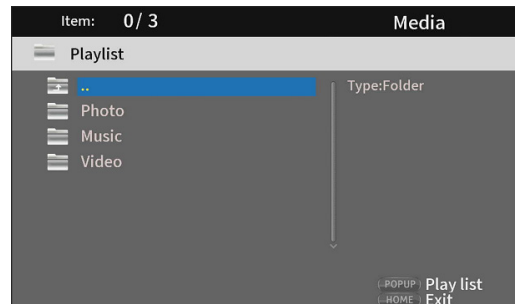 Item: 0/ 3 Media
Playlist
.. Type:Folder
Photo
Music
Video
POPUP Play list
HOME Exit